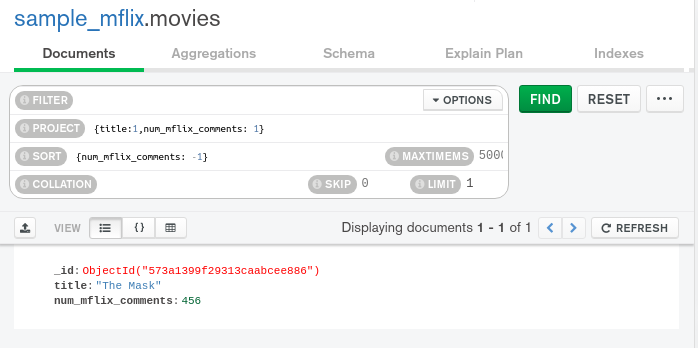 sample_mflix.movies
Documents Aggregations Schema Explain Plan Indexes
FILTER OPTIONS FIND RESET ...
PROJECT {title:1,num_mflix_comments: 1}
SORT {num_mflix_comments: -1} MAXTIMEMS 5000
COLLATION SKIP 0 LIMIT 1
VIEW {} Displaying documents 1 - 1 of 1 < > REFRESH
_id: ObjectId("573a1399f29313caabcee886")
title: "The Mask"
num_mflix_comments: 456